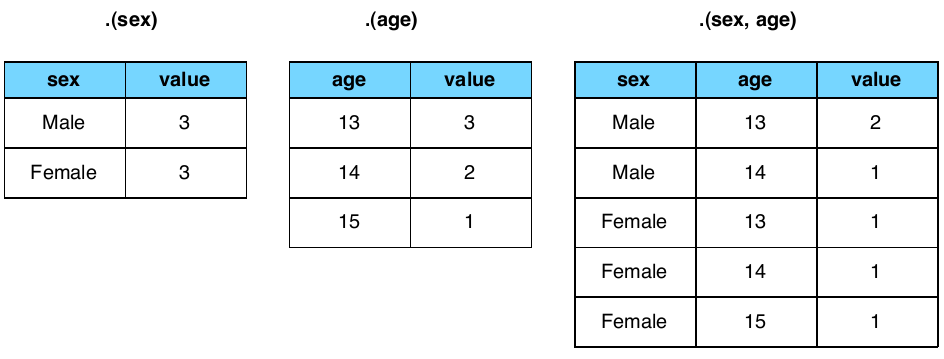 .(sex)
sex value
Male 3
Female 3
.(age)
age value
13 3
14 2
15 1
.(sex, age)
sex age value
Male 13 2
Male 14 1
Female 13 1
Female 14 1
Female 15 1